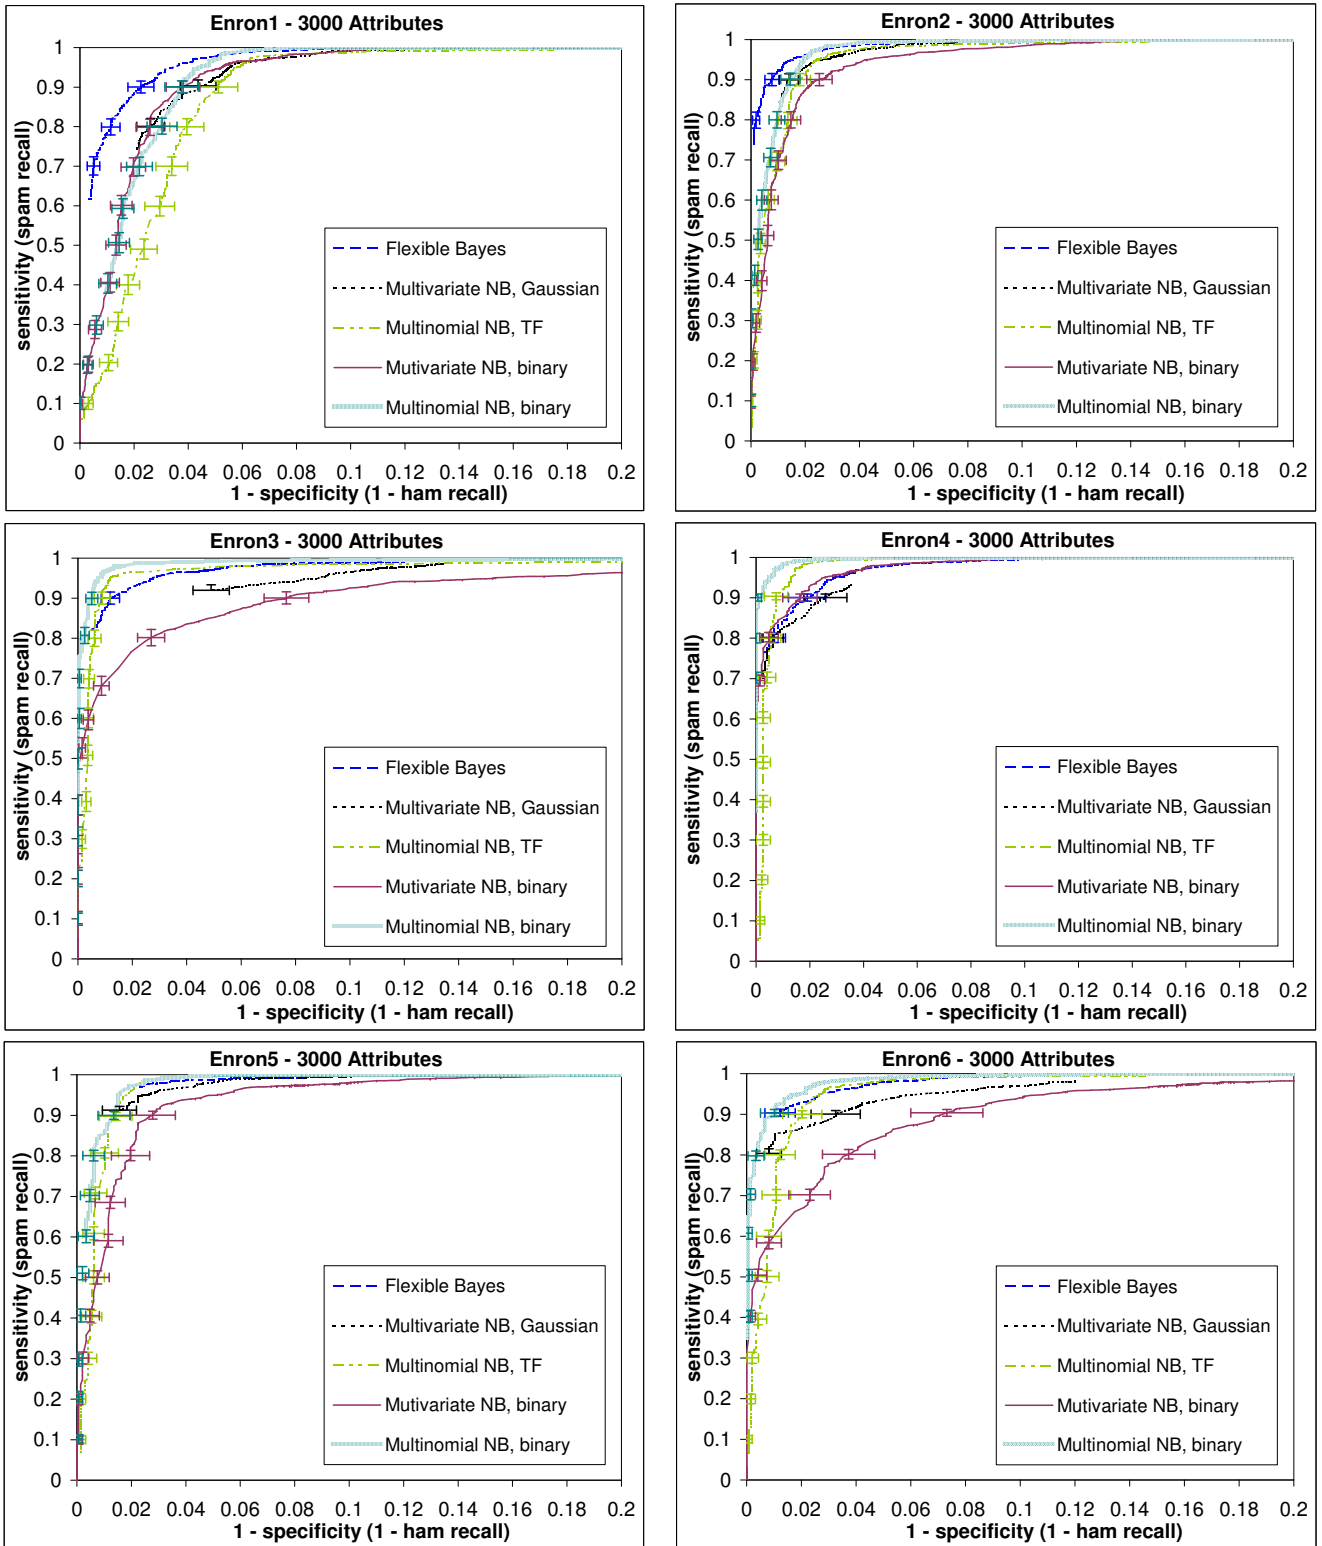 Enron1 - 3000 Attributes
sensitivity (spam recall)
1
0.9
0.8
0.7
0.6
0.5
0.4
0.3
0.2
0.1
0
Flexible Bayes
Multivariate NB, Gaussian
Multinomial NB, TF
Mutivariate NB, binary
Multinomial NB, binary
0 0.02 0.04 0.06 0.08 0.1 0.12 0.14 0.16 0.18 0.2
1 - specificity (1 - ham recall)
Enron2 - 3000 Attributes
sensitivity (spam recall)
1
0.9
0.8
0.7
0.6
0.5
0.4
0.3
0.2
0.1
0
Flexible Bayes
Multivariate NB, Gaussian
Multinomial NB, TF
Mutivariate NB, binary
Multinomial NB, binary
0 0.02 0.04 0.06 0.08 0.1 0.12 0.14 0.16 0.18 0.2
1 - specificity (1 - ham recall)
Enron3 - 3000 Attributes
sensitivity (spam recall)
1
0.9
0.8
0.7
0.6
0.5
0.4
0.3
0.2
0.1
0
Flexible Bayes
Multivariate NB, Gaussian
Multinomial NB, TF
Mutivariate NB, binary
Multinomial NB, binary
0 0.02 0.04 0.06 0.08 0.1 0.12 0.14 0.16 0.18 0.2
1 - specificity (1 - ham recall)
Enron4 - 3000 Attributes
sensitivity (spam recall)
1
0.9
0.8
0.7
0.6
0.5
0.4
0.3
0.2
0.1
0
Flexible Bayes
Multivariate NB, Gaussian
Multinomial NB, TF
Mutivariate NB, binary
Multinomial NB, binary
0 0.02 0.04 0.06 0.08 0.1 0.12 0.14 0.16 0.18 0.2
1 - specificity (1 - ham recall)
Enron5 - 3000 Attributes
sensitivity (spam recall)
1
0.9
0.8
0.7
0.6
0.5
0.4
0.3
0.2
0.1
0
Flexible Bayes
Multivariate NB, Gaussian
Multinomial NB, TF
Mutivariate NB, binary
Multinomial NB, binary
0 0.02 0.04 0.06 0.08 0.1 0.12 0.14 0.16 0.18 0.2
1 - specificity (1 - ham recall)
Enron6 - 3000 Attributes
sensitivity (spam recall)
1
0.9
0.8
0.7
0.6
0.5
0.4
0.3
0.2
0.1
0
Flexible Bayes
Multivariate NB, Gaussian
Multinomial NB, TF
Mutivariate NB, binary
Multinomial NB, binary
0 0.02 0.04 0.06 0.08 0.1 0.12 0.14 0.16 0.18 0.2
1 - specificity (1 - ham recall)